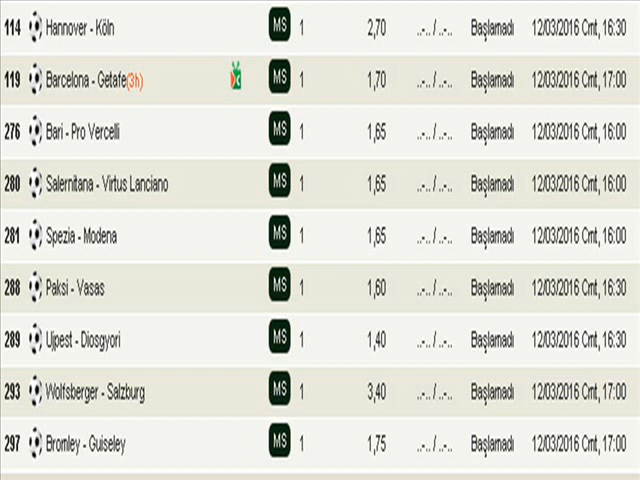 114 Hannover - Köln MS 1 2,70 ..-.. / ..-.. Başlamadı 12/03/2016 Cmt, 16:30
119 Barcelona - Getafe(3h) MS 1 1,70 ..-.. / ..-.. Başlamadı 12/03/2016 Cmt, 17:00
276 Bari - Pro Vercelli MS 1 1,65 ..-.. / ..-.. Başlamadı 12/03/2016 Cmt, 16:00
280 Salernitana - Virtus Lanciano MS 1 1,65 ..-.. / ..-.. Başlamadı 12/03/2016 Cmt, 16:00
281 Spezia - Modena MS 1 1,65 ..-.. / ..-.. Başlamadı 12/03/2016 Cmt, 16:00
288 Paksi - Vasas MS 1 1,60 ..-.. / ..-.. Başlamadı 12/03/2016 Cmt, 16:30
289 Ujpest - Diosgyori MS 1 1,40 ..-.. / ..-.. Başlamadı 12/03/2016 Cmt, 16:30
293 Wolfsberger - Salzburg MS 1 3,40 ..-.. / ..-.. Başlamadı 12/03/2016 Cmt, 17:00
297 Bromley - Guiseley MS 1 1,75 ..-.. / ..-.. Başlamadı 12/03/2016 Cmt, 17:00